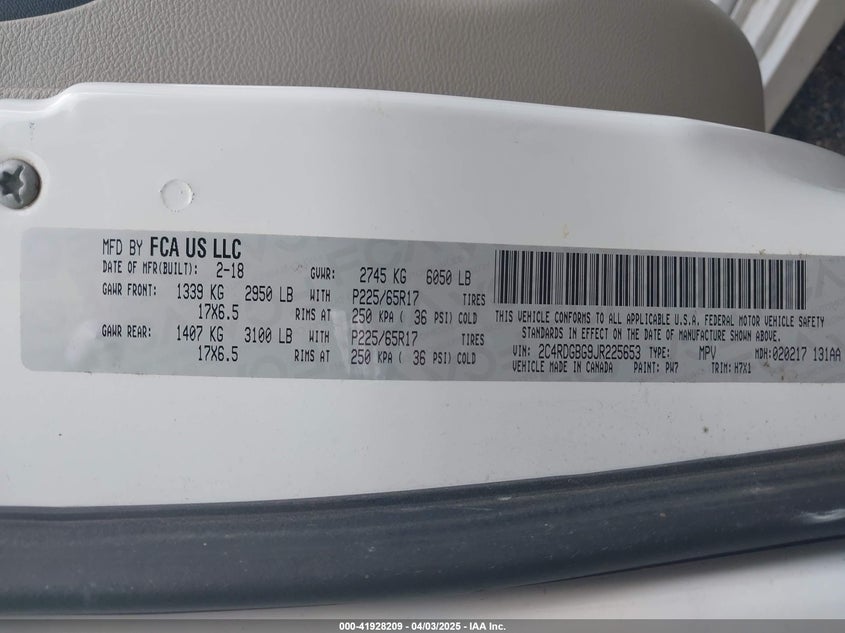 MFD BY FCA US LLC
DATE OF MFR(BUILT): 2-18 GVWR: 2745 KG 6050 LB
GAWR FRONT: 1339 KG 2950 LB WITH P225/65R17 TIRES
17X6.5 RIMS AT 250 KPA ( 36 PSI) COLD
GAWR REAR: 1407 KG 3100 LB WITH P225/65R17 TIRES
17X6.5 RIMS AT 250 KPA ( 36 PSI) COLD
THIS VEHICLE CONFORMS TO ALL APPLICABLE U.S.A. FEDERAL MOTOR VEHICLE SAFETY
STANDARDS IN EFFECT ON THE DATE OF MANUFACTURE SHOWN ABOVE.
VIN: 2C4RDGBG9JR225653 TYPE: MPV MDH:020217 131AA
VEHICLE MADE IN CANADA PAINT: PW7 TRIM: H7X1
000-41928209 - 04/03/2025 - IAA Inc.